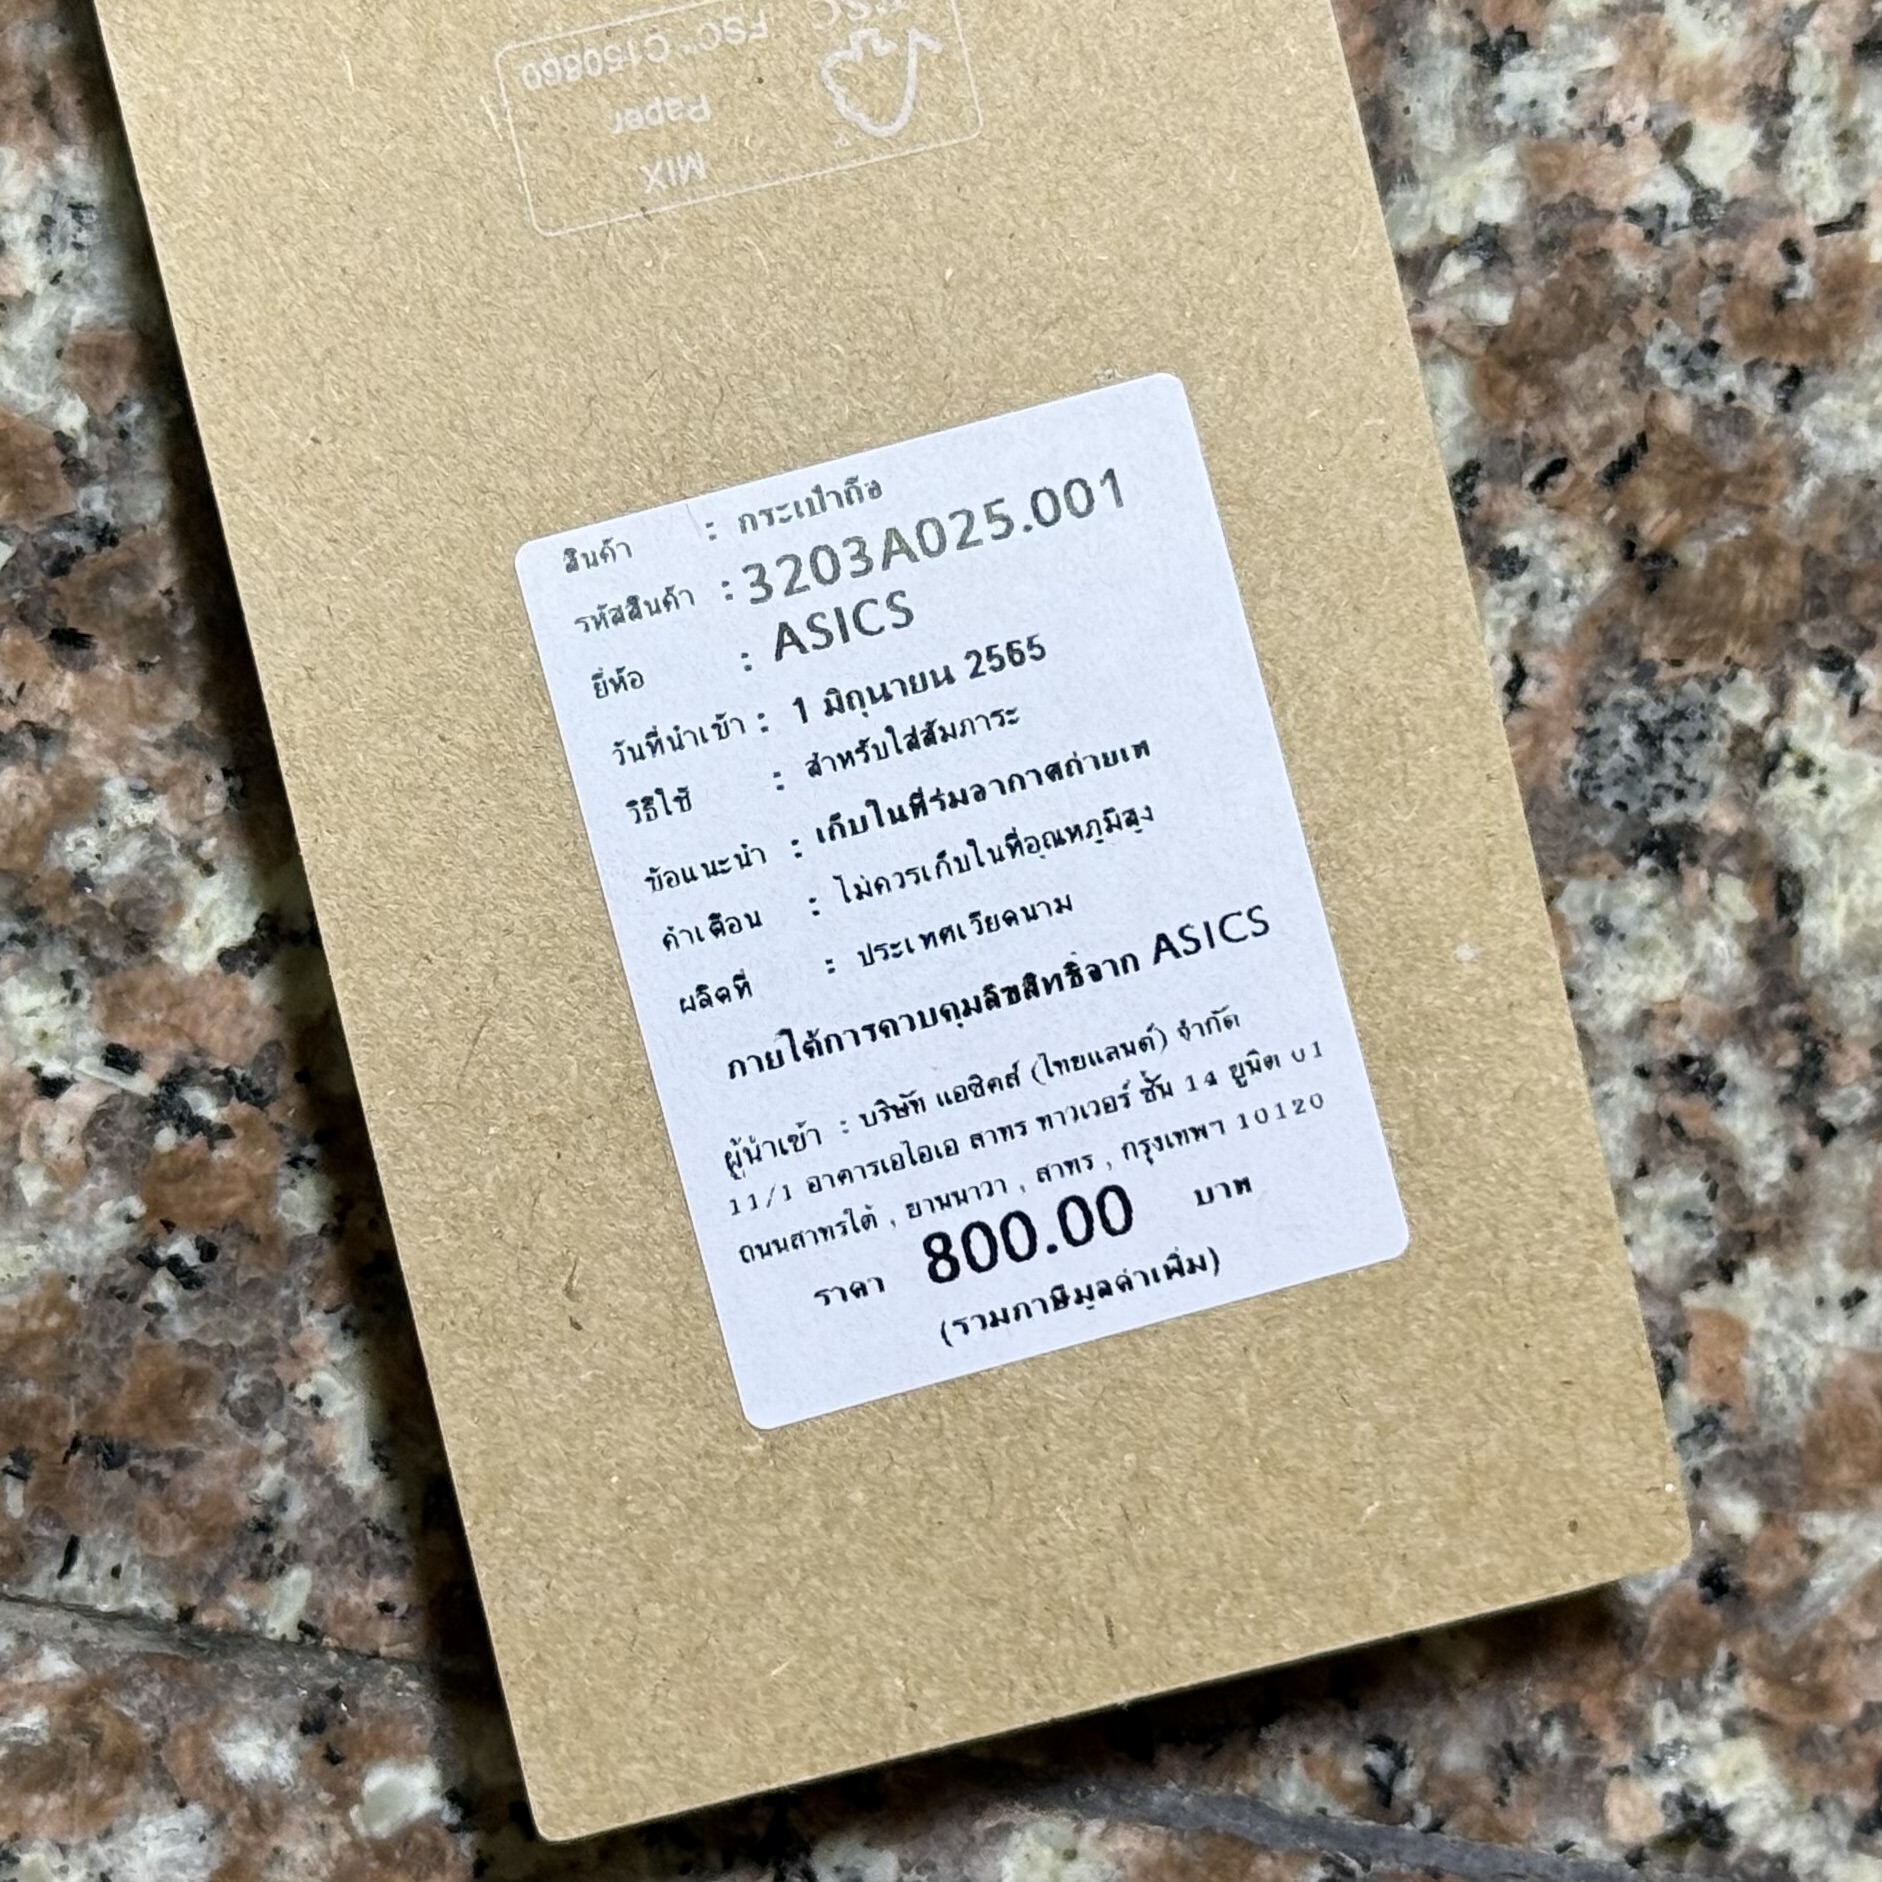 FSC
FSC™ C150860
Paper
MIX
สินค้า : กระเป๋าถือ
รหัสสินค้า : 3203A025.001
ยี่ห้อ : ASICS
วันที่นำเข้า : 1 มิถุนายน 2565
วิธีใช้ : สำหรับใส่สัมภาระ
ข้อแนะนำ : เก็บในที่ร่มอากาศถ่ายเท
คำเตือน : ไม่ควรเก็บในที่อุณหภูมิสูง
ผลิตที่ : ประเทศเวียดนาม
ภายใต้การควบคุมลิขสิทธิ์จาก ASICS
ผู้นำเข้า : บริษัท แอซิคส์ (ไทยแลนด์) จำกัด
11/1 อาคารเอไอเอ สาทร ทาวเวอร์ ชั้น 14 ยูนิต 01
ถนนสาทรใต้ , ยานนาวา , สาทร , กรุงเทพฯ 10120
ราคา 800.00 บาท
(รวมภาษีมูลค่าเพิ่ม)